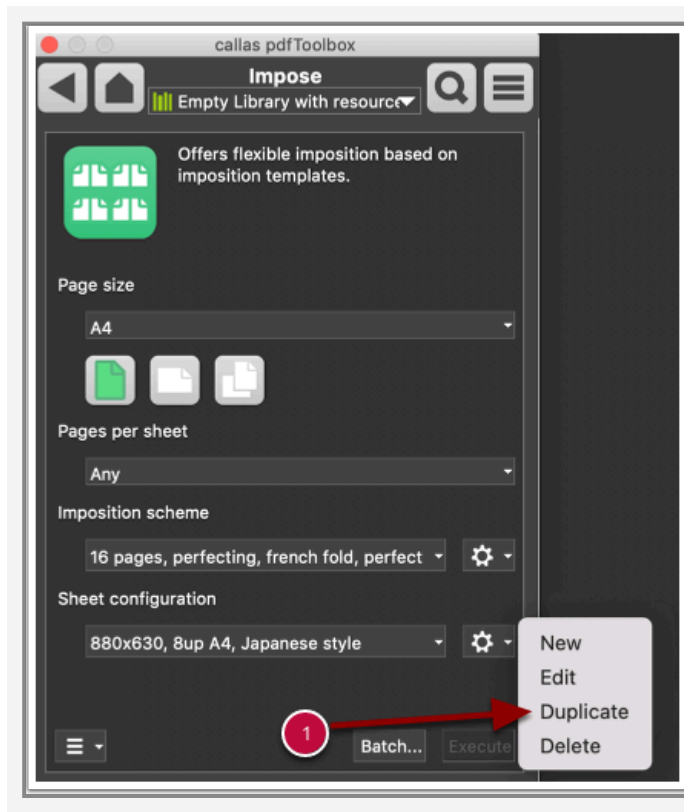 callas pdfToolbox
Impose
Empty Library with resource
Offers flexible imposition based on
imposition templates.
Page size
A4
Pages per sheet
Any
Imposition scheme
16 pages, perfecting, french fold, perfect
Sheet configuration
880x630, 8up A4, Japanese style
New
Edit
Duplicate
Delete
1
Batch...
Execute